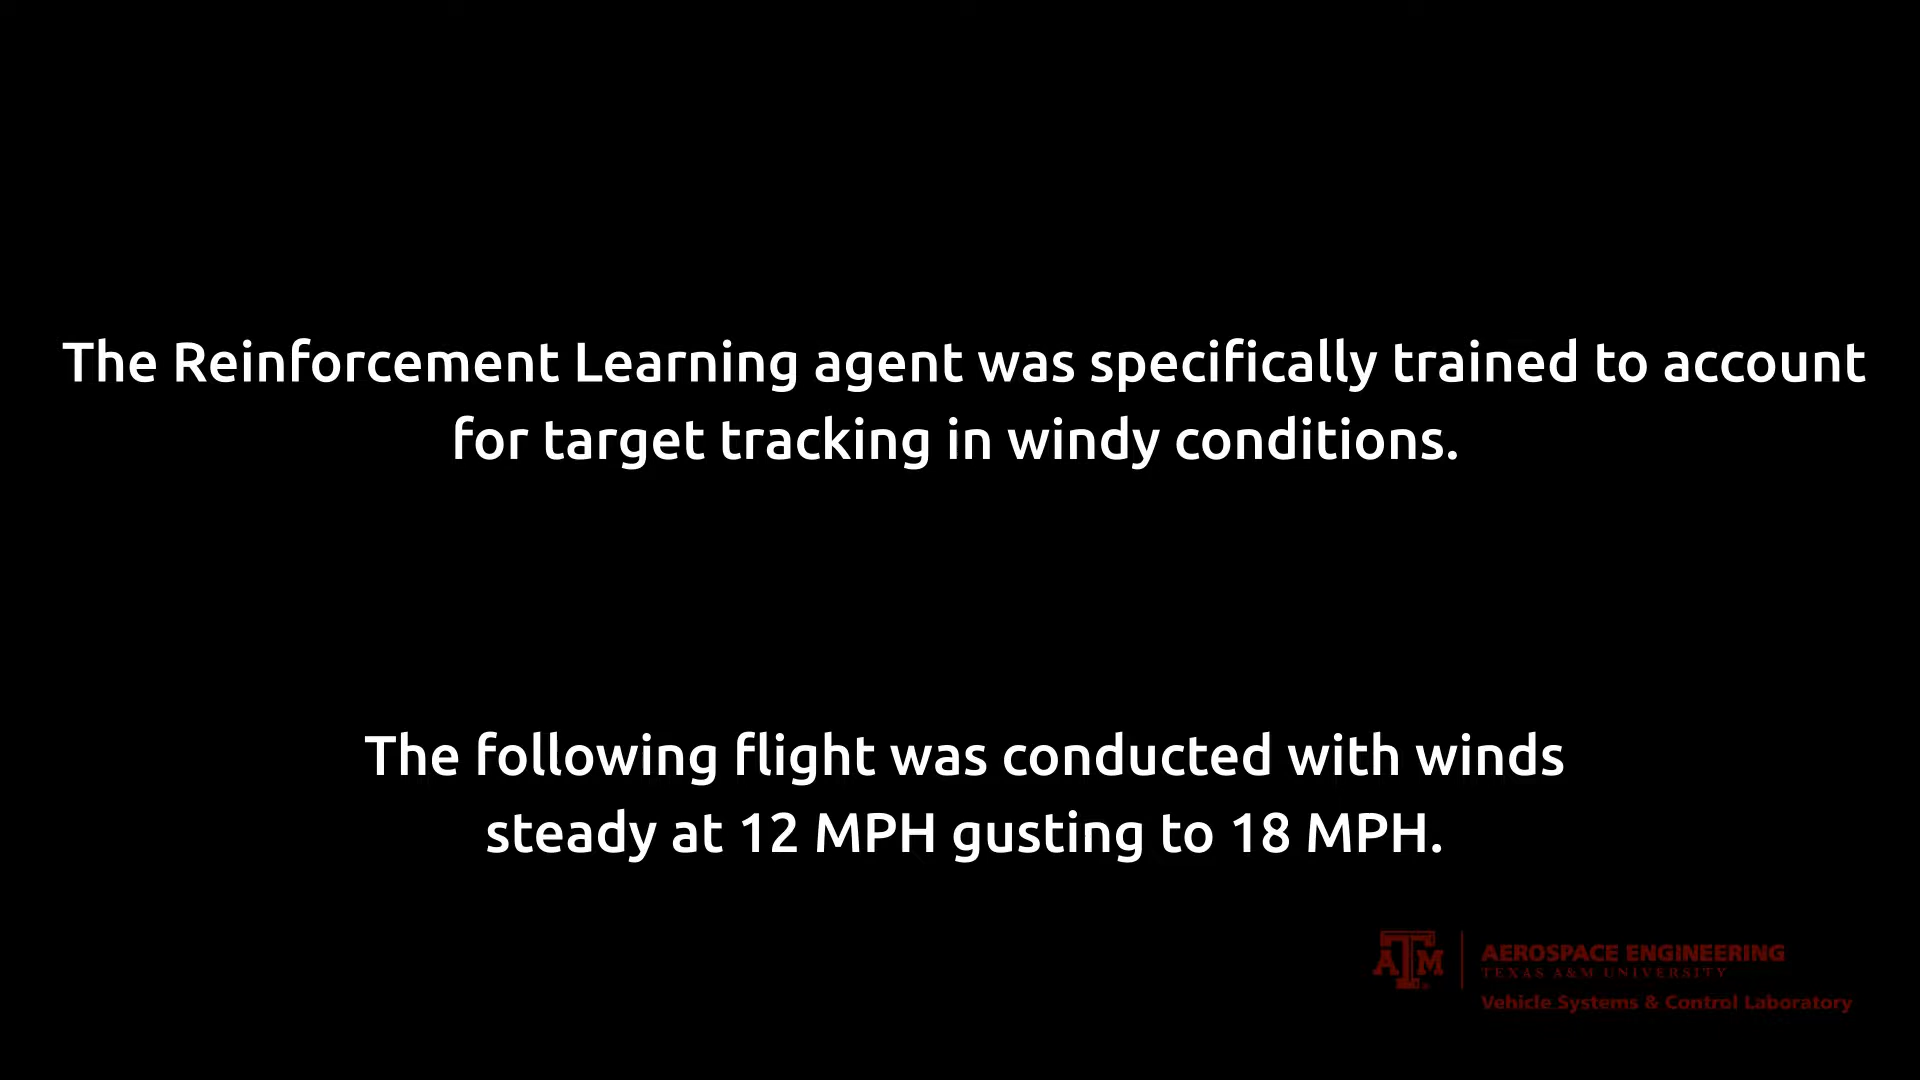 The Reinforcement Learning agent was specifically trained to account
for target tracking in windy conditions.
The following flight was conducted with winds
steady at 12 MPH gusting to 18 MPH.
ATM
AEROSPACE ENGINEERING
TEXAS A&M UNIVERSITY
Vehicle Systems & Control Laboratory